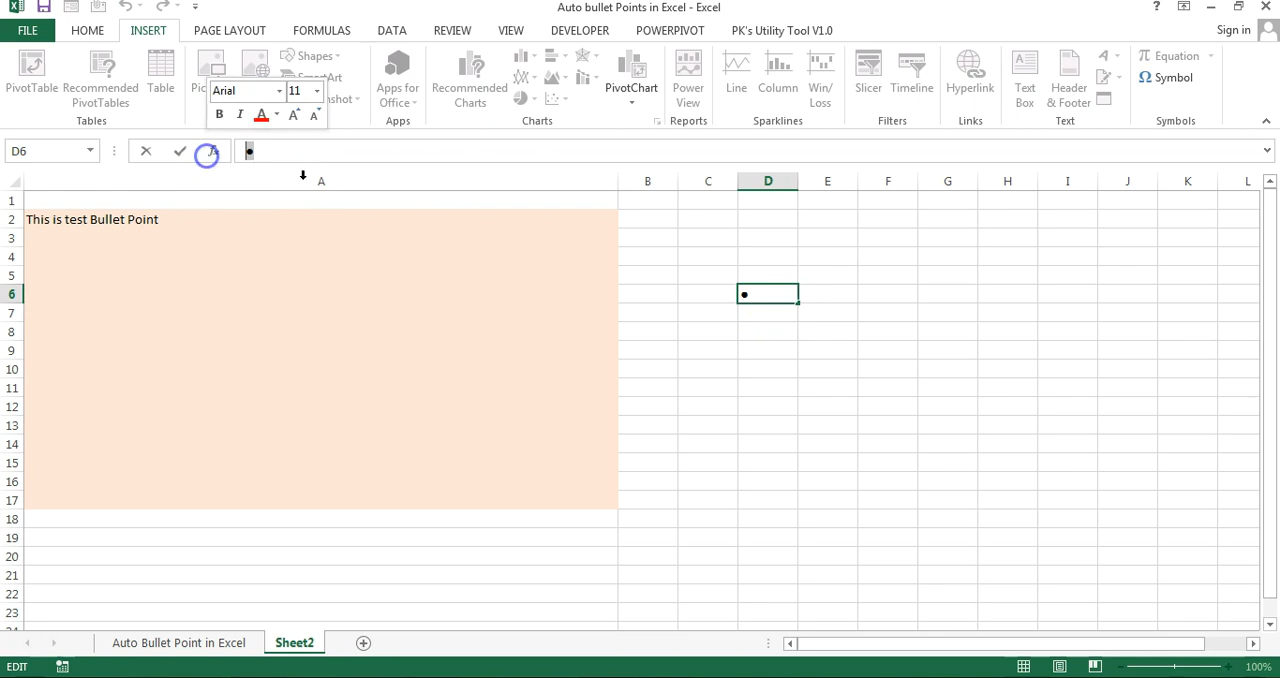 Auto bullet Points in Excel - Excel
FILE HOME INSERT PAGE LAYOUT FORMULAS DATA REVIEW VIEW DEVELOPER POWERPIVOT PK's Utility Tool V1.0 Sign in
PivotTable Recommended PivotTables Table
Shapes
SmartArt
Apps for Office
Recommended Charts
PivotChart
Power View
Line Column Win/Loss
Slicer Timeline
Hyperlink
Text Box Header & Footer
Equation
Symbol
Arial 11
B I A A A
Tables Apps Charts Reports Sparklines Filters Links Text Symbols
D6 fx ●
A B C D E F G H I J K L
1
2 This is test Bullet Point
3
4
5
6 ●
7
8
9
10
11
12
13
14
15
16
17
18
19
20
21
22
23
Auto Bullet Point in Excel Sheet2
EDIT 100%